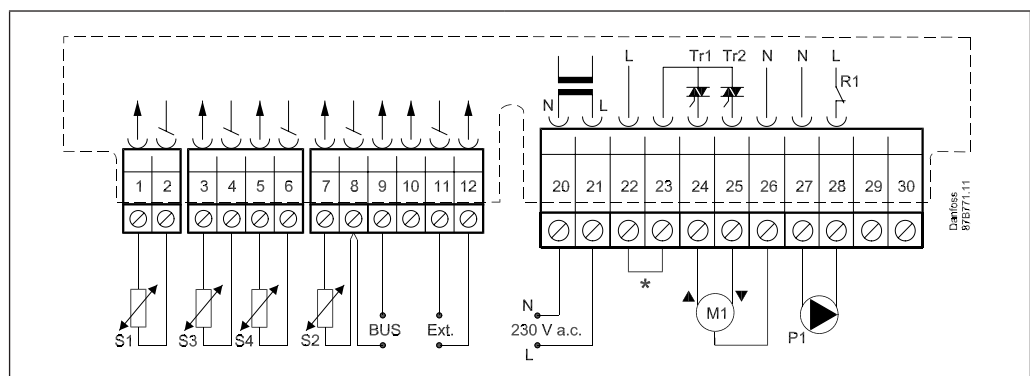 L Tr1 Tr2 N N L
R1
N L
1 2 3 4 5 6 7 8 9 10 11 12
20 21 22 23 24 25 26 27 28 29 30
Danfoss
87B771.11
*
N
M1
S1 S3 S4 S2 BUS Ext. 230 V a.c. P1
L